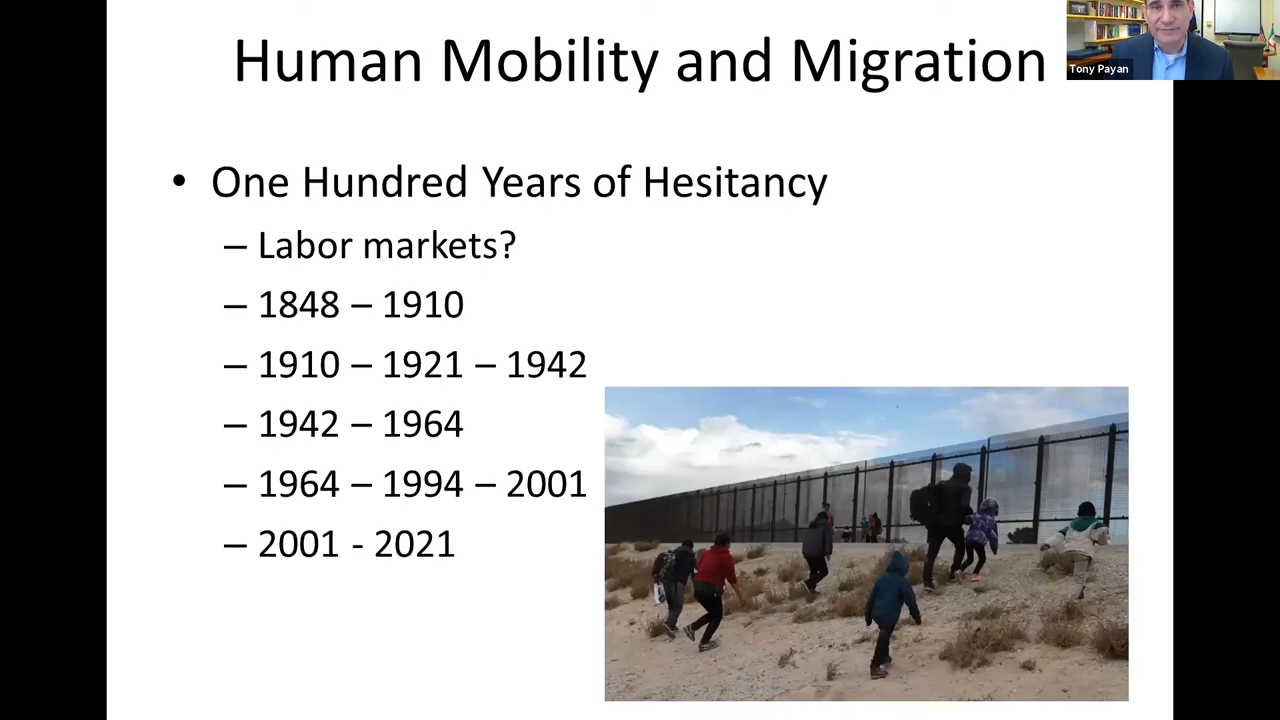 Human Mobility and Migration
Tony Payan
• One Hundred Years of Hesitancy
– Labor markets?
– 1848 – 1910
– 1910 – 1921 – 1942
– 1942 – 1964
– 1964 – 1994 – 2001
– 2001 - 2021